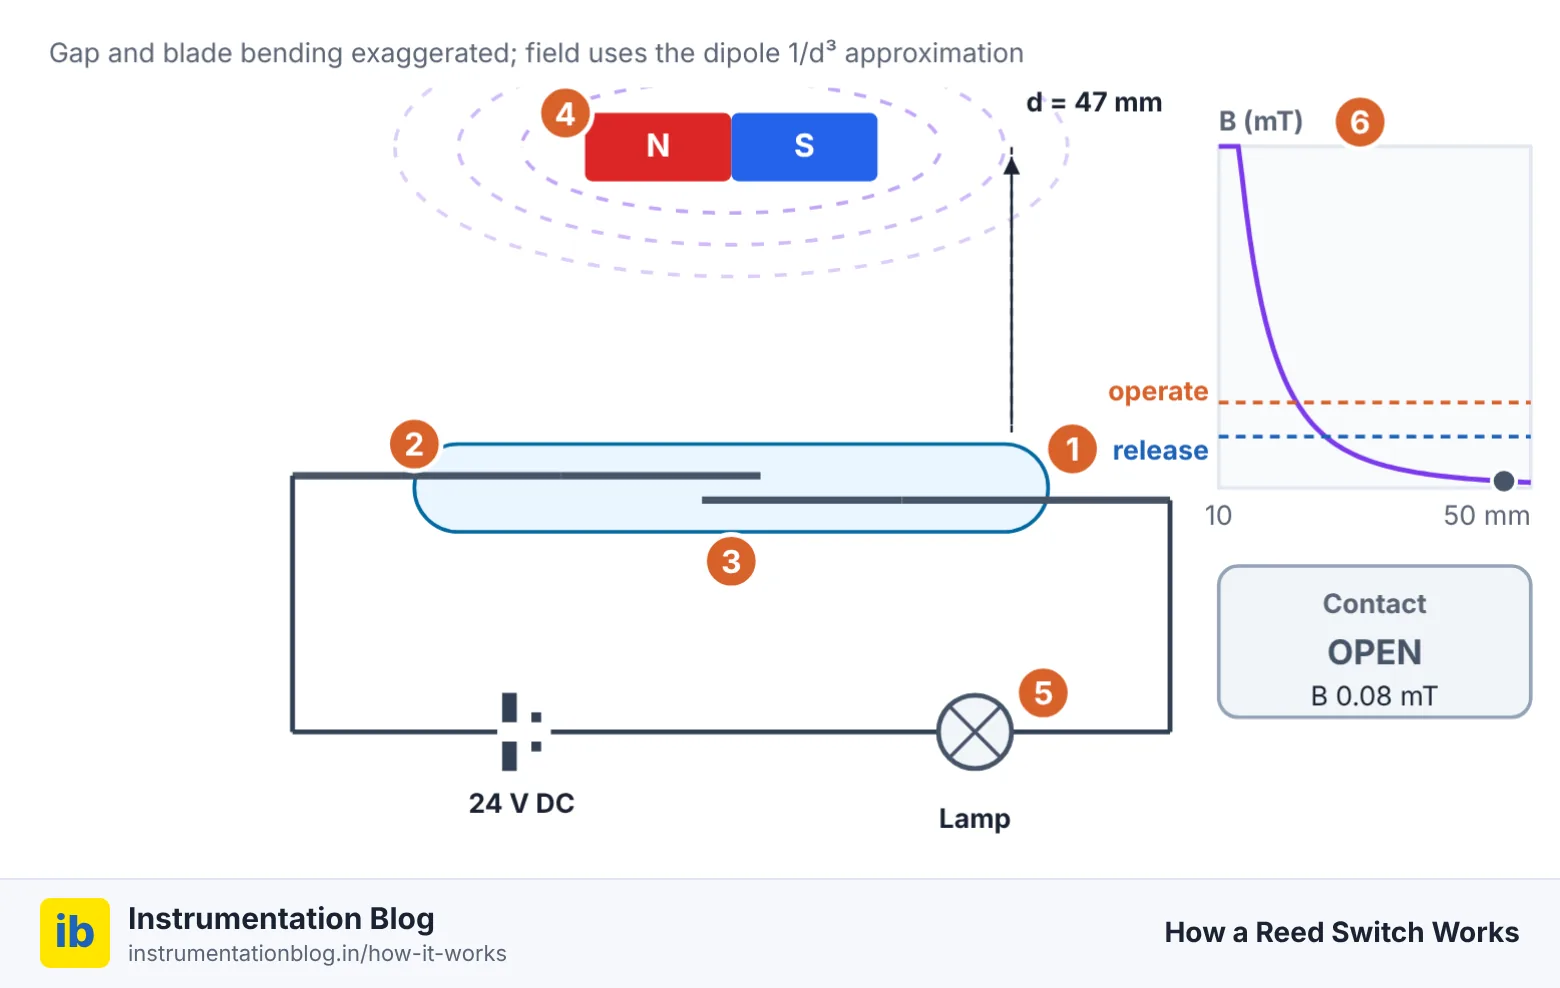 Gap and blade bending exaggerated; field uses the dipole 1/d³ approximation
4
N
S
d = 47 mm
B (mT)
6
operate
release
10
50 mm
2
1
3
Contact
OPEN
B 0.08 mT
5
24 V DC
Lamp
ib
Instrumentation Blog
instrumentationblog.in/how-it-works
How a Reed Switch Works